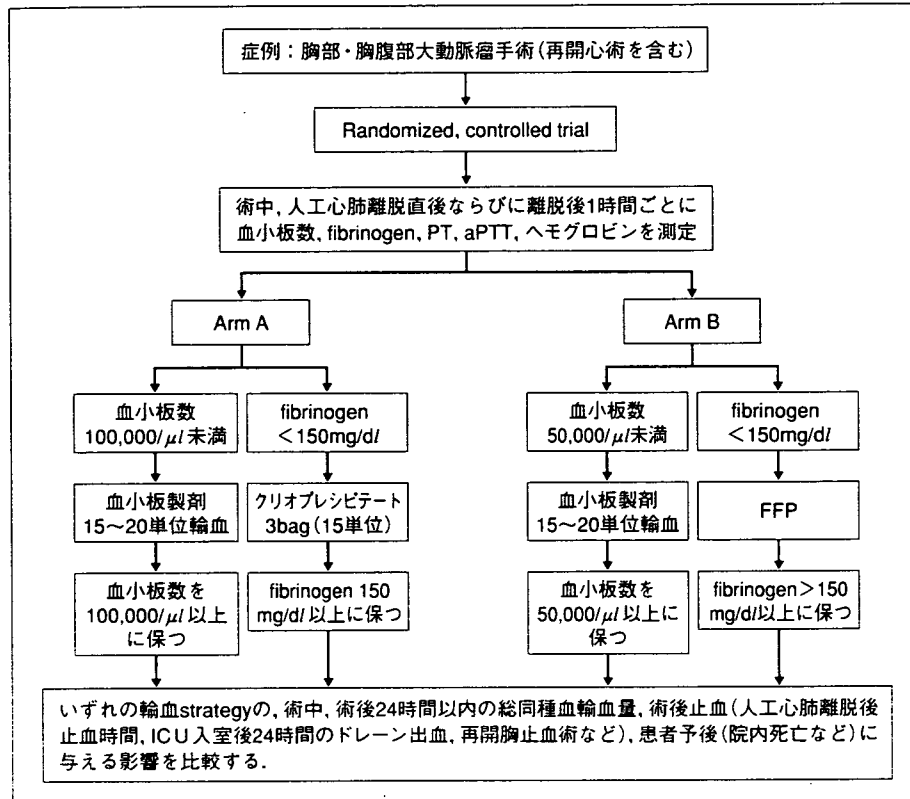 症例：胸部・胸腹部大動脈瘤手術(再開心術を含む)
Randomized, controlled trial
術中，人工心肺離脱直後ならびに離脱後1時間ごとに
血小板数，fibrinogen，PT，aPTT，ヘモグロビンを測定
Arm A
Arm B
血小板数
100,000/μl未満
fibrinogen
＜150mg/dl
血小板数
50,000/μl未満
fibrinogen
＜150mg/dl
血小板製剤
15〜20単位輸血
クリオプレシピテート
3bag(15単位)
血小板製剤
15〜20単位輸血
FFP
血小板数を
100,000/μl以上
に保つ
fibrinogen 150
mg/dl以上に保つ
血小板数を
50,000/μl以上に
保つ
fibrinogen＞150
mg/dl以上に保つ
いずれの輸血strategyの，術中，術後24時間以内の総同種血輸血量，術後止血(人工心肺離脱後
止血時間，ICU入室後24時間のドレーン出血，再開胸止血術など)，患者予後(院内死亡など)に
与える影響を比較する．